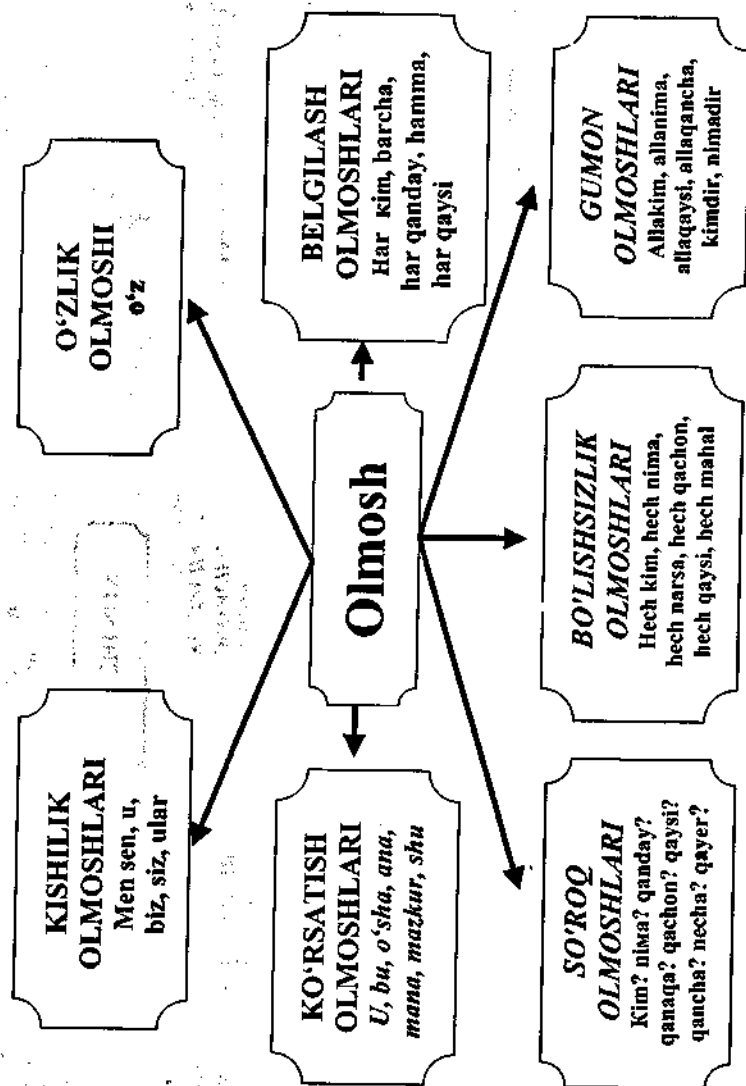 KISHILIK
OLMOSHLARI
Men sen, u,
biz, siz, ular
O‘ZLIK
OLMOSHI
o‘z
KO‘RSATISH
OLMOSHLARI
U, bu, o‘sha, ana,
mana, mazkur, shu
Olmosh
BELGILASH
OLMOSHLARI
Har kim, barcha,
har qanday, hamma,
har qaysi
SO'ROQ
OLMOSHLARI
Kim? nima? qanday?
qanaqa? qachon? qaysi?
qancha? necha? qayer?
BO'LISHSIZLIK
OLMOSHLARI
Hech kim, hech nima,
hech narsa, hech qachon,
hech qaysi, hech mahal
GUMON
OLMOSHLARI
Allakim, allanima,
allaqaysi, allaqancha,
kimdir, nimadir